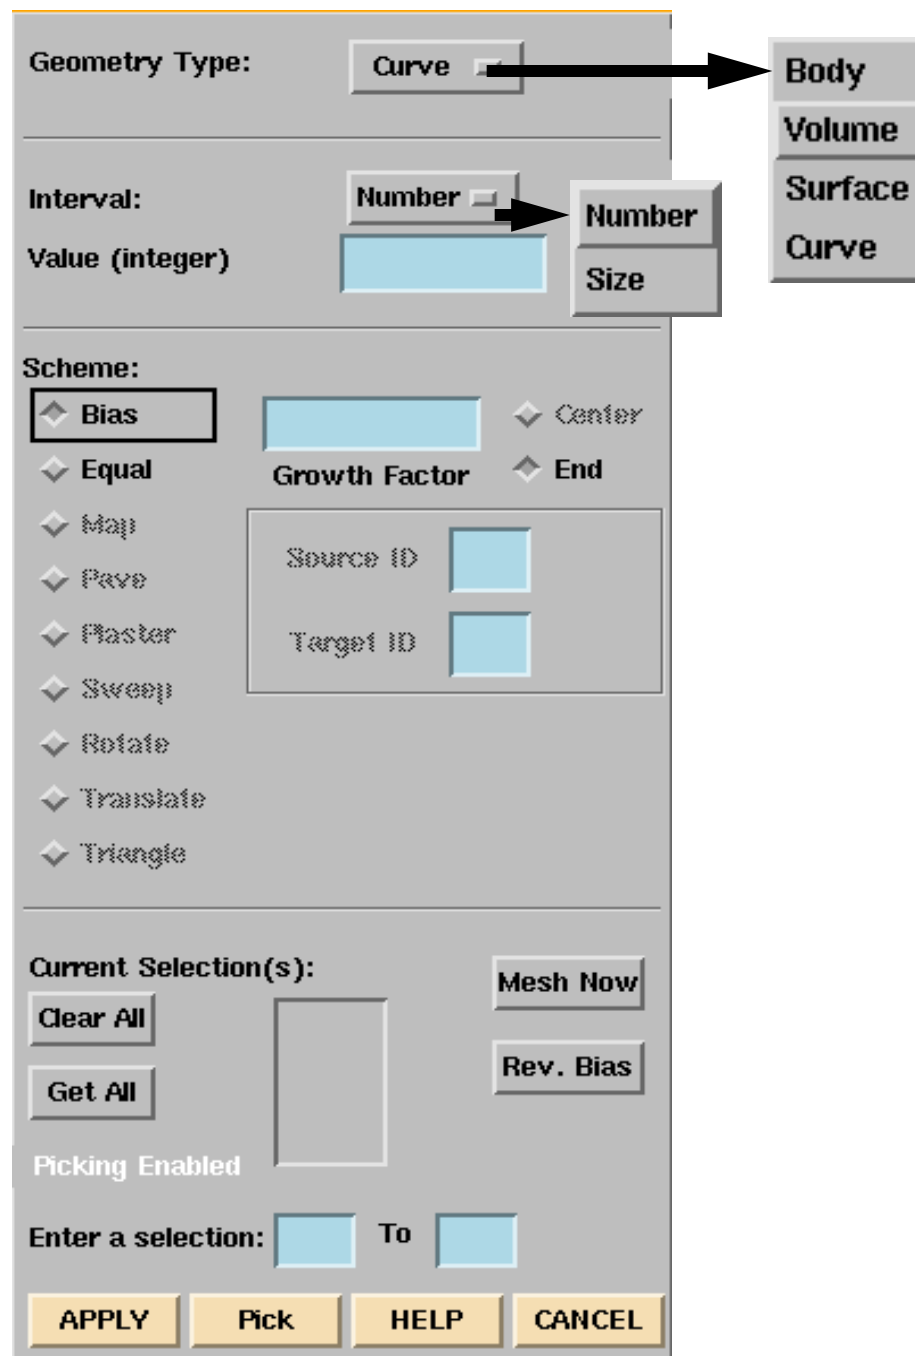 Geometry Type: Curve
Body
Volume
Surface
Curve
Interval: Number
Number
Size
Value (integer)
Scheme:
Bias
Center
Equal
Growth Factor
End
Map
Source ID
Pave
Plaster
Target ID
Sweep
Rotate
Translate
Triangle
Current Selection(s):
Mesh Now
Clear All
Rev. Bias
Get All
Picking Enabled
Enter a selection: To
APPLY Pick HELP CANCEL